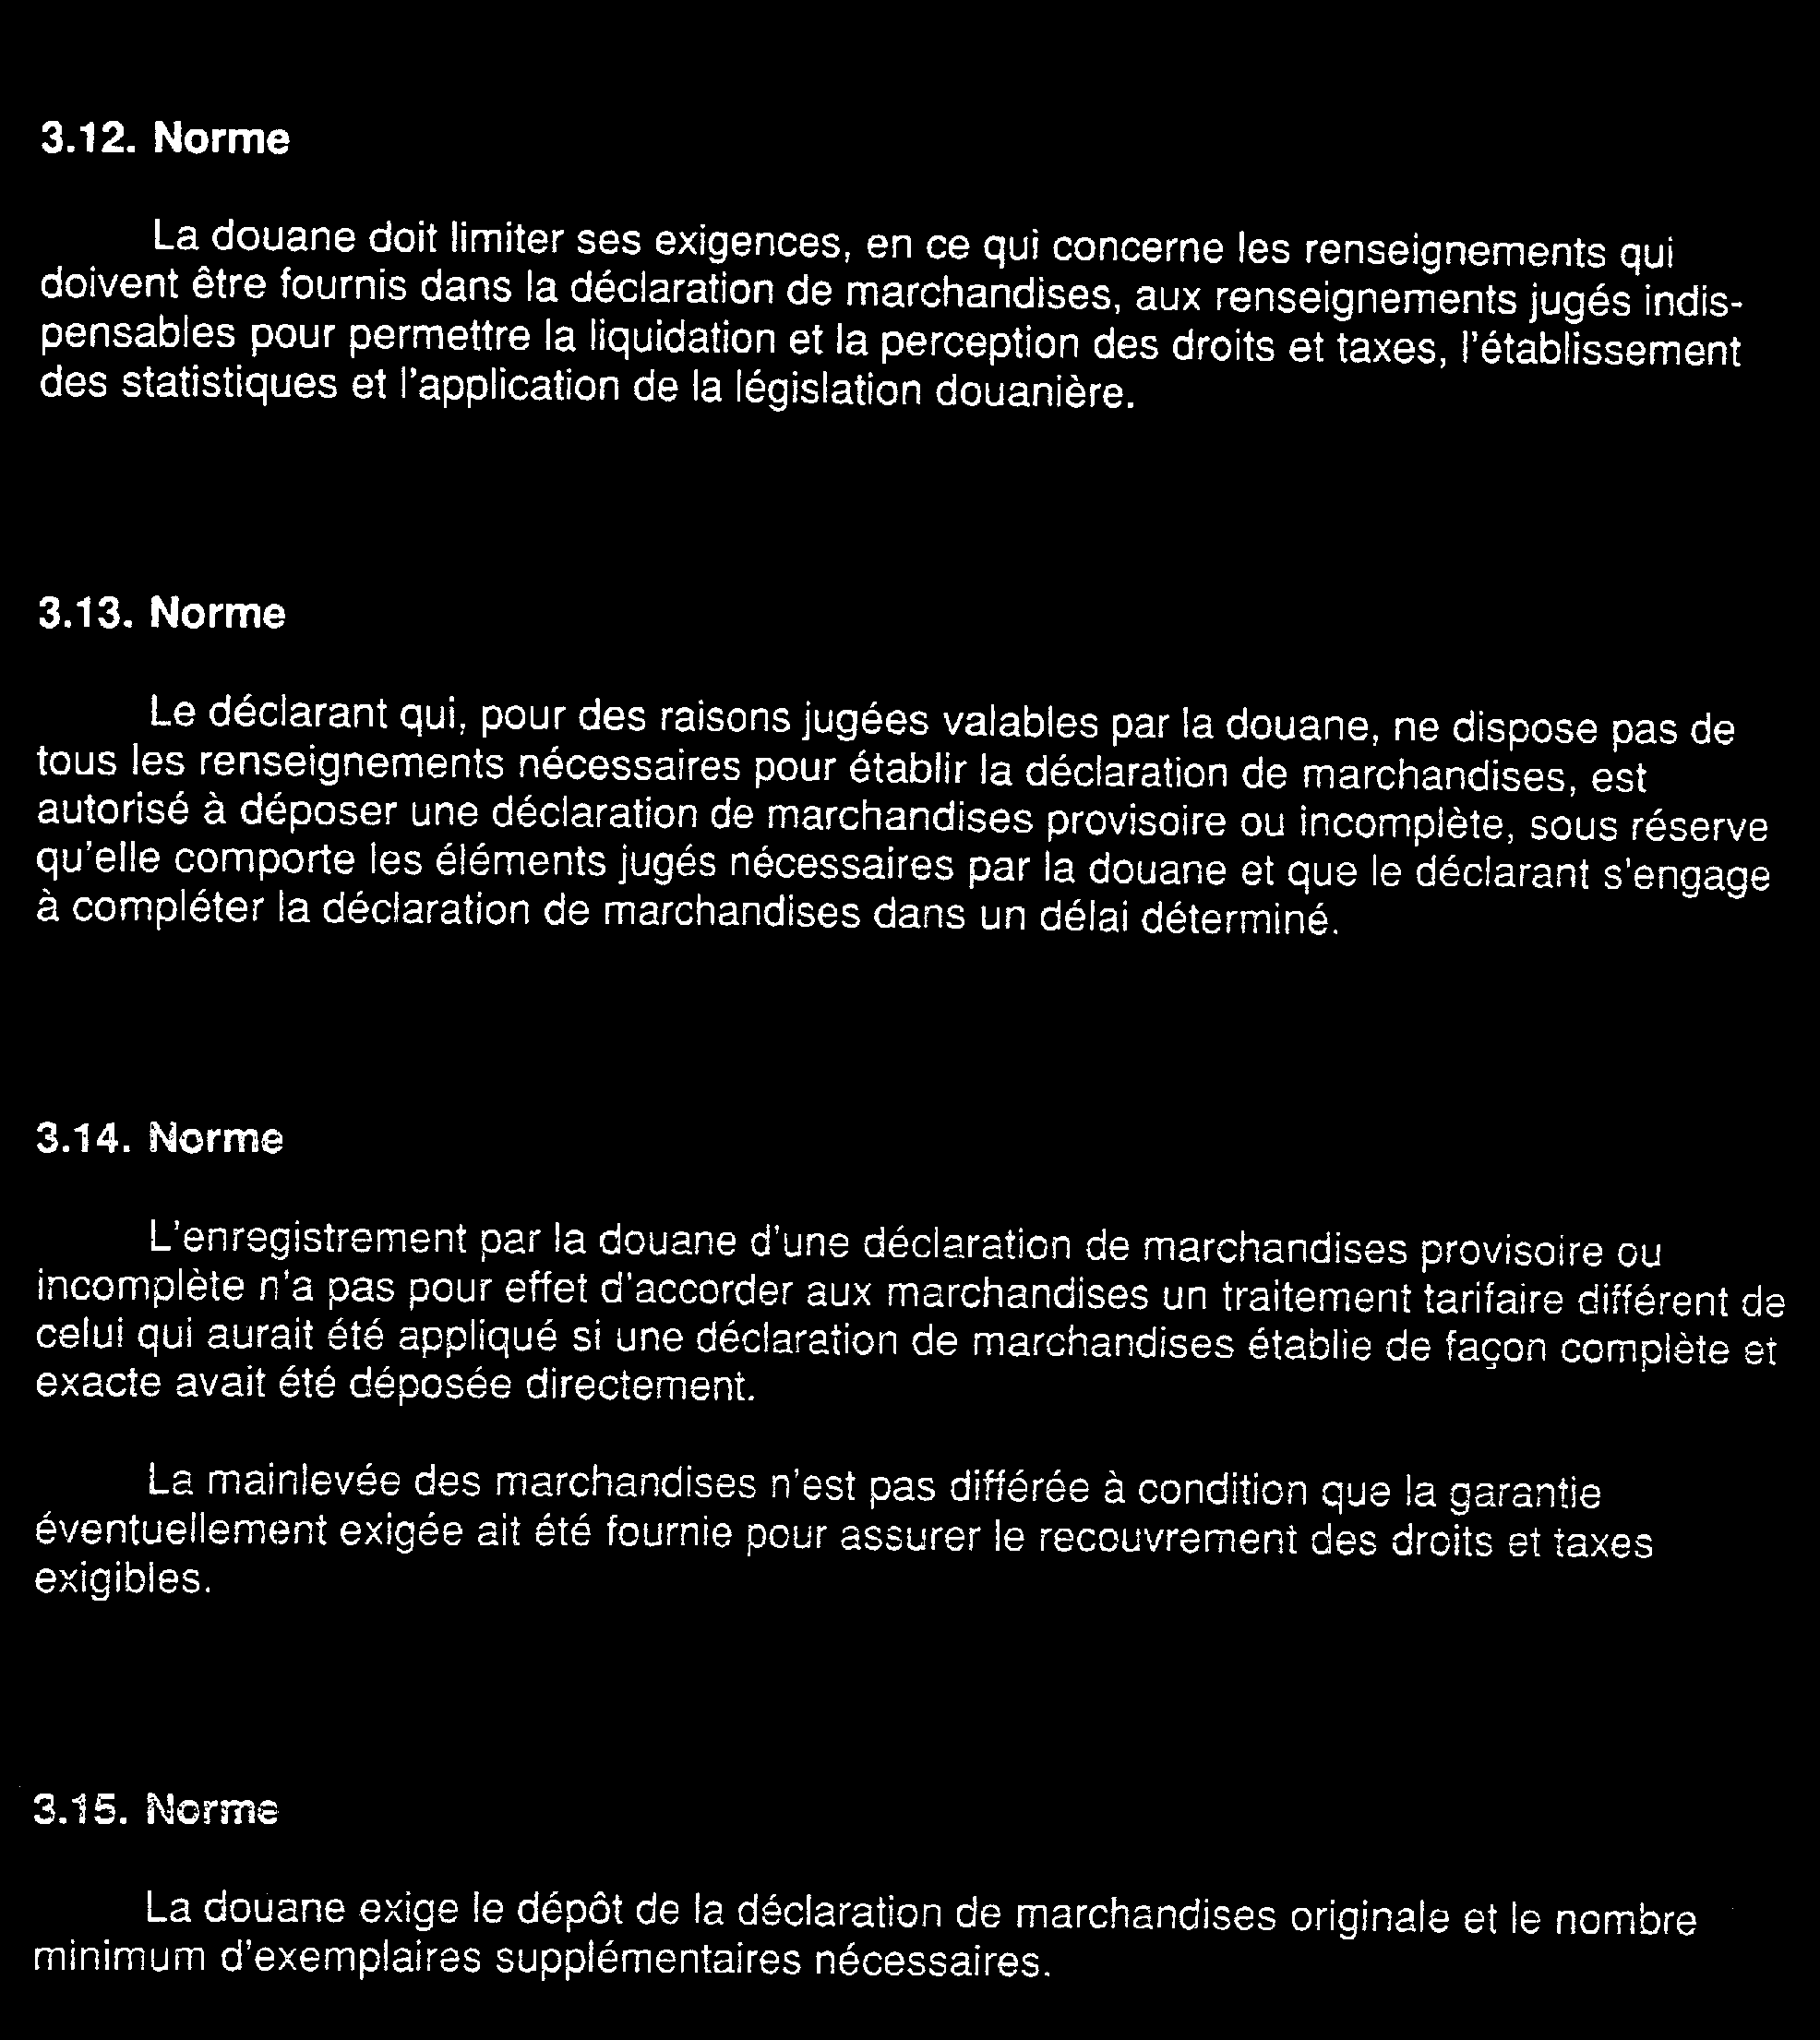 3.12. Norme
La douane doit limiter ses exigences, en ce qui concerne les renseignements qui
doivent être fournis dans la déclaration de marchandises, aux renseignements jugés indis-
pensables pour permettre la liquidation et la perception des droits et taxes, l'établissement
des statistiques et l'application de la législation douanière.
3.13. Norme
Le déclarant qui, pour des raisons jugées valables par la douane, ne dispose pas de
tous les renseignements nécessaires pour établir la déclaration de marchandises, est
autorisé à déposer une déclaration de marchandises provisoire ou incomplète, sous réserve
qu'elle comporte les éléments jugés nécessaires par la douane et que le déclarant s'engage
à compléter la déclaration de marchandises dans un délai déterminé.
3.14. Norme
L'enregistrement par la douane d'une déclaration de marchandises provisoire ou
incomplète n'a pas pour effet d'accorder aux marchandises un traitement tarifaire différent de
celui qui aurait été appliqué si une déclaration de marchandises établie de façon complète et
exacte avait été déposée directement.
La mainlevée des marchandises n'est pas différée à condition que la garantie
éventuellement exigée ait été fournie pour assurer le recouvrement des droits et taxes
exigibles.
3.15. Norme
La douane exige le dépôt de la déclaration de marchandises originale et le nombre
minimum d'exemplaires supplémentaires nécessaires.